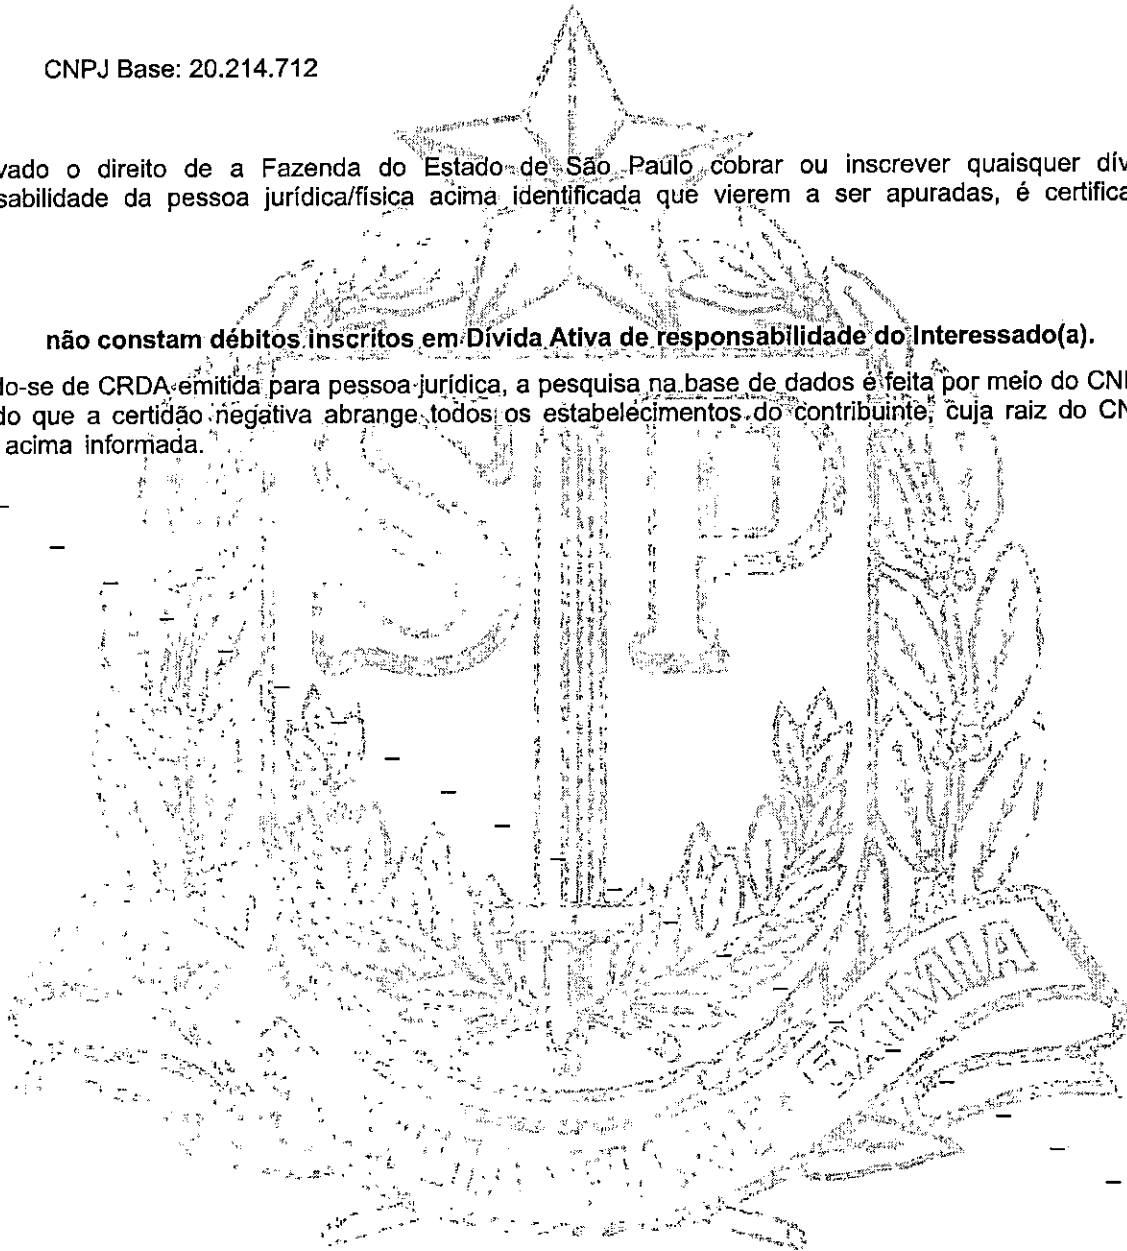 CNPJ Base: 20.214.712
vado o direito de a Fazenda do Estado de São Paulo cobrar ou inscrever quaisquer dív
sabilidade da pessoa jurídica/física acima identificada que vierem a ser apuradas, é certifica
não constam débitos inscritos em Dívida Ativa de responsabilidade do Interessado(a).
do-se de CRDA emitida para pessoa jurídica, a pesquisa na base de dados é feita por meio do CN
do que a certidão negativa abrange todos os estabelecimentos do contribuinte, cuja raiz do CN
acima informada.
SP
EXIMIA